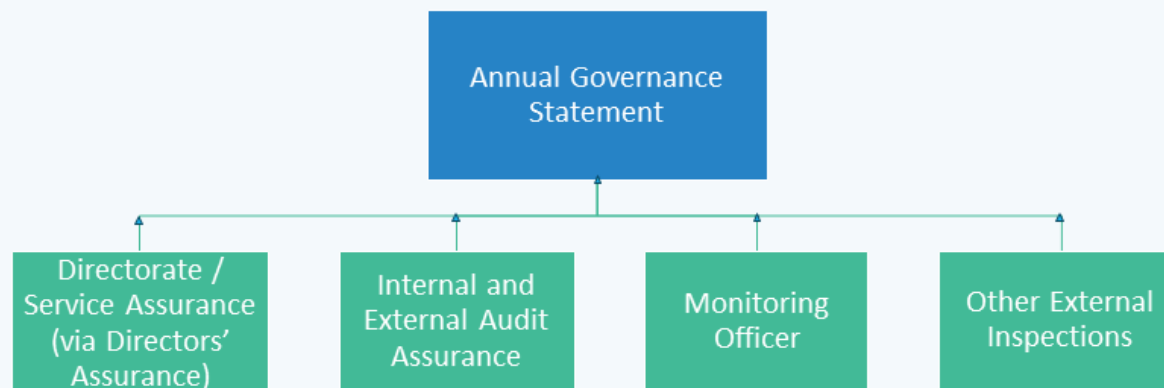 Annual Governance
Statement
Directorate /
Service Assurance
(via Directors’
Assurance)
Internal and
External Audit
Assurance
Monitoring
Officer
Other External
Inspections